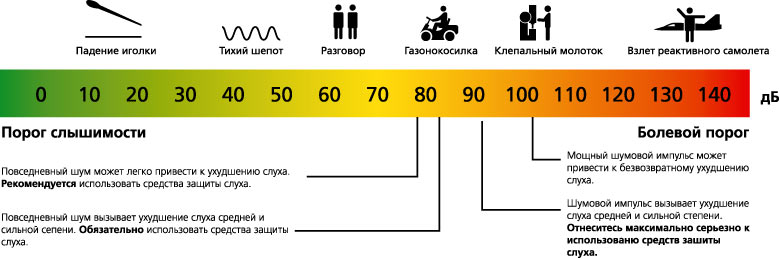 Падение иголки
Тихий шепот
Разговор
Газонокосилка
Клепальный молоток
Взлет реактивного самолета
0 10 20 30 40 50 60 70 80 90 100 110 120 130 140 дБ
Порог слышимости
Болевой порог
Повседневный шум может легко привести к ухудшению слуха.
Рекомендуется использовать средства защиты слуха.
Повседневный шум вызывает ухудшение слуха средней и
сильной сепени. Обязательно использовать средства защиты
слуха.
Мощный шумовой импульс может
привести к безвозвратному ухудшению
слуха.
Шумовой импульс вызывает ухудшение
слуха средней и сильной степени.
Отнеситесь максимально серьезно к
использованю средств зашиты
слуха.